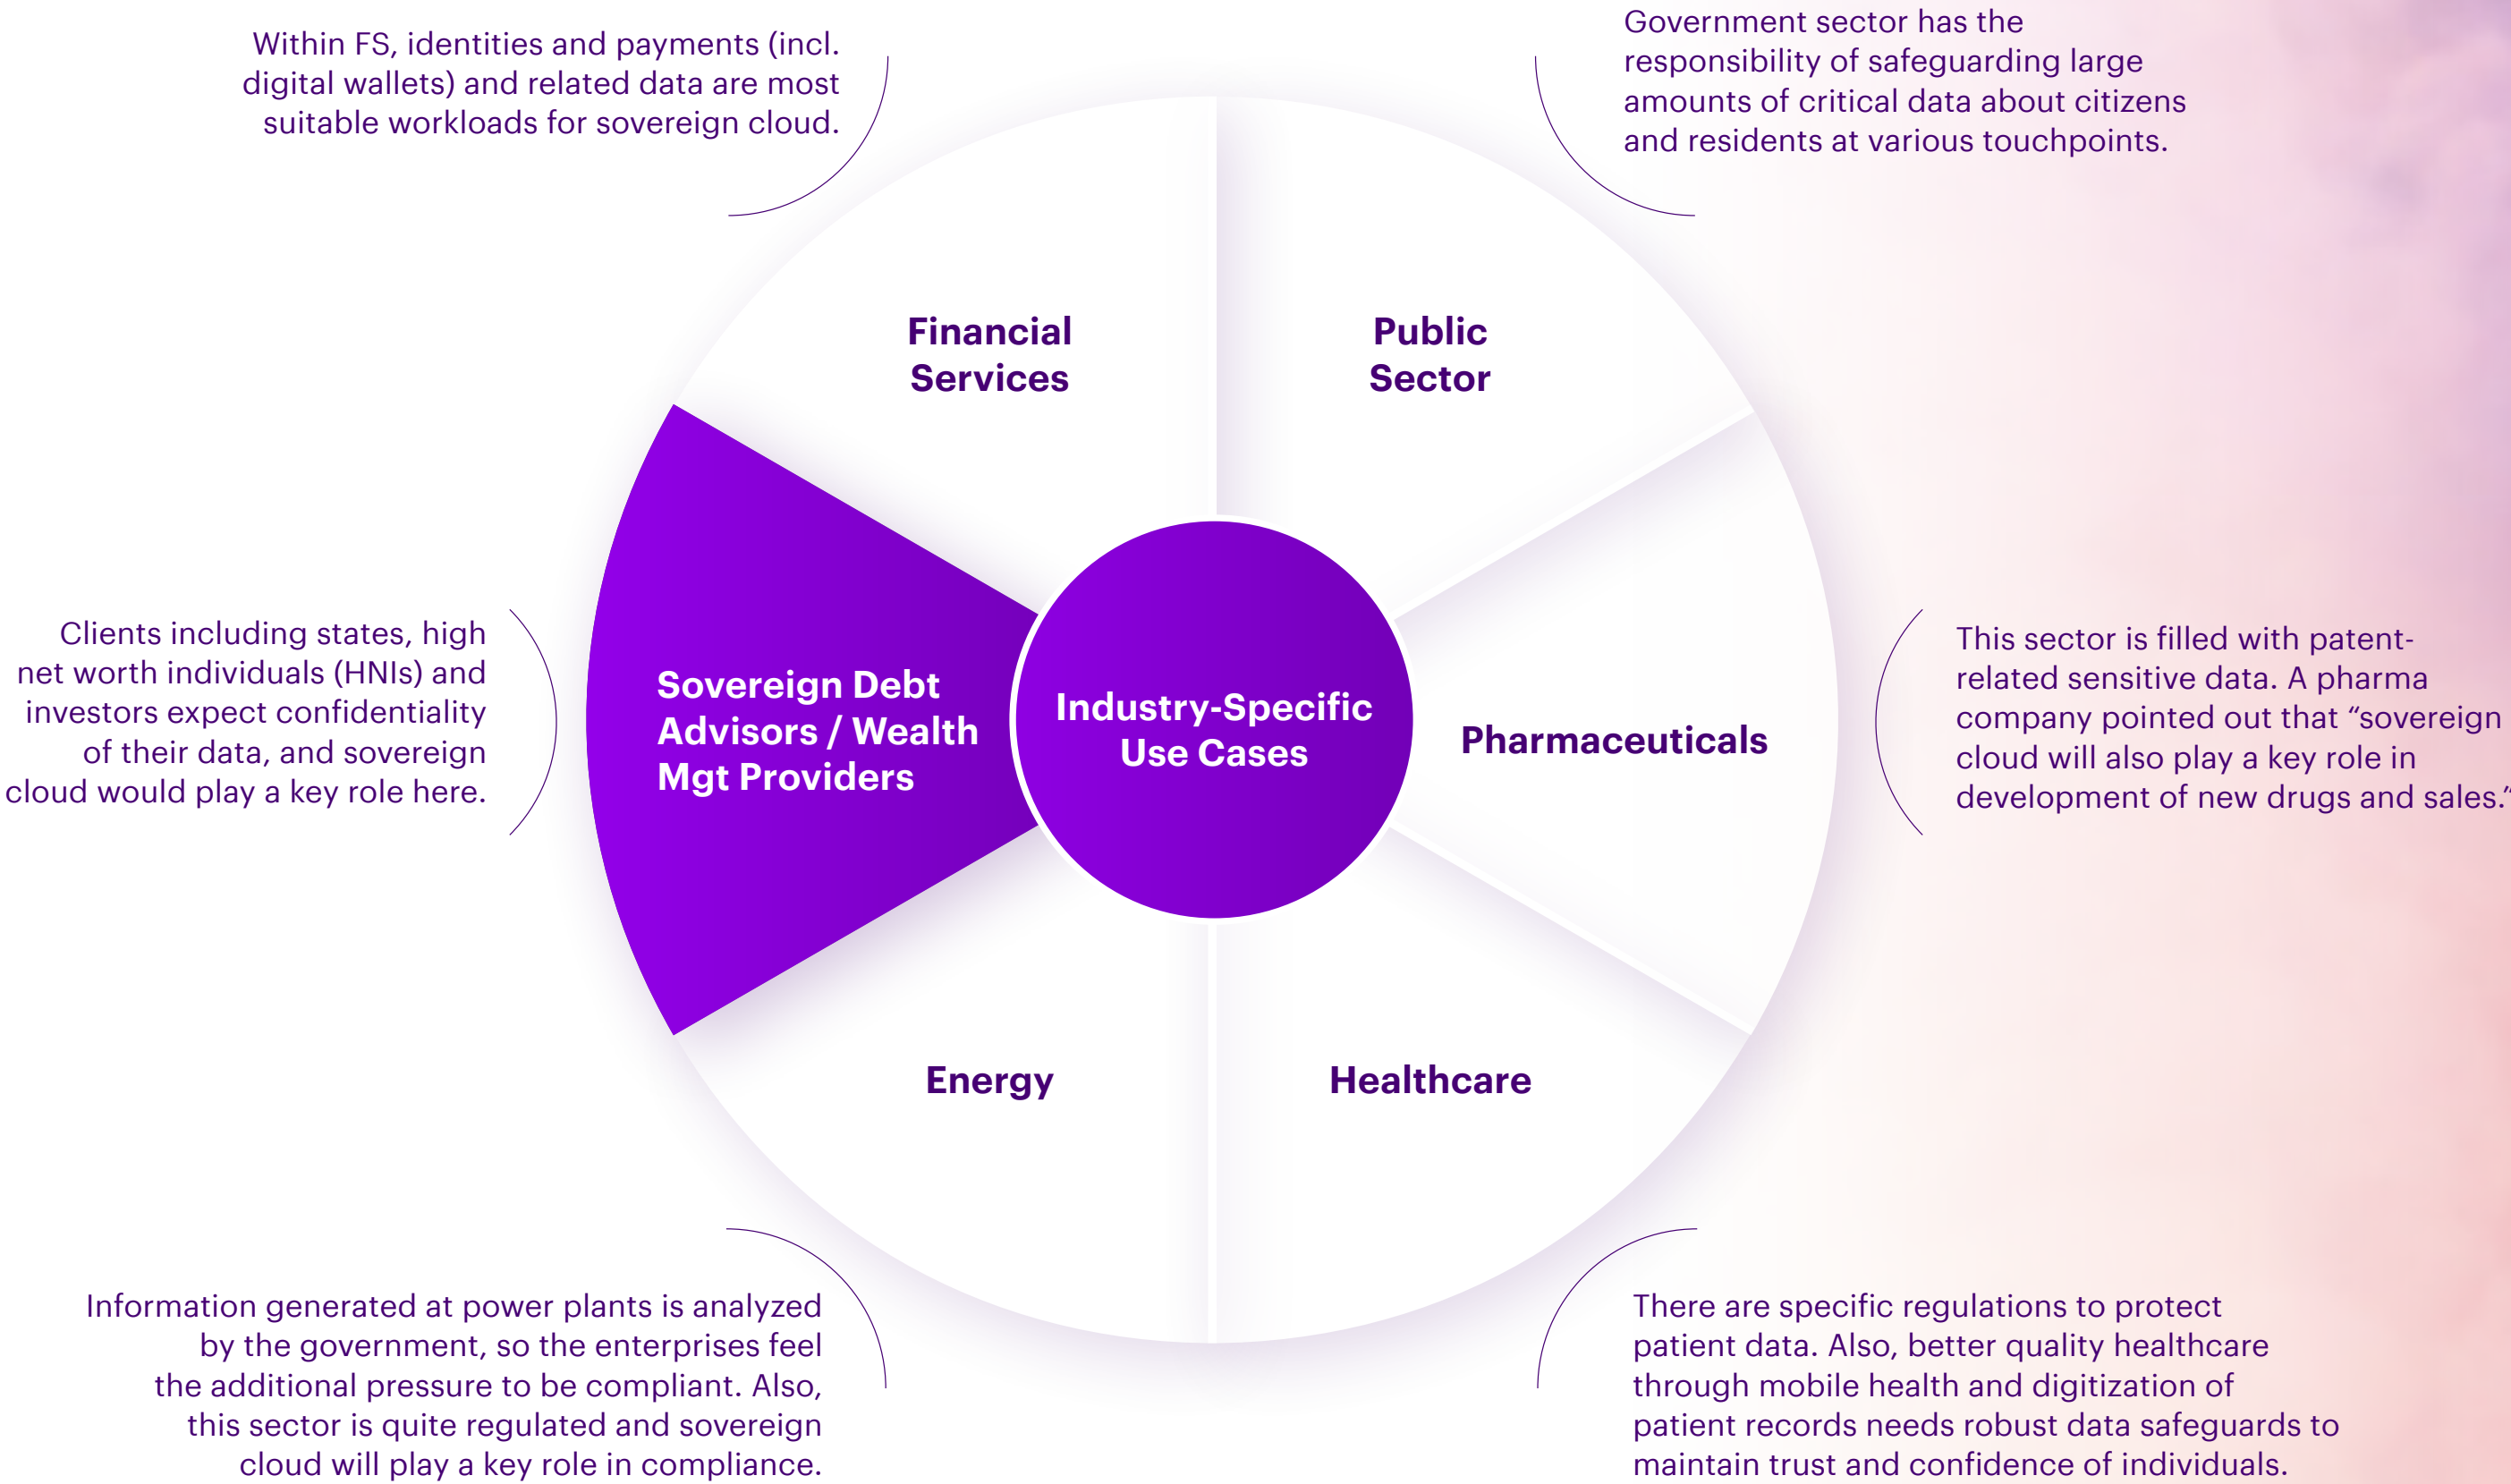 Within FS, identities and payments (incl.
digital wallets) and related data are most
suitable workloads for sovereign cloud.
Government sector has the
responsibility of safeguarding large
amounts of critical data about citizens
and residents at various touchpoints.
Financial
Services
Public
Sector
Clients including states, high
net worth individuals (HNIs) and
investors expect confidentiality
of their data, and sovereign
cloud would play a key role here.
Sovereign Debt
Advisors / Wealth
Mgt Providers
Industry-Specific
Use Cases
Pharmaceuticals
This sector is filled with patent-
related sensitive data. A pharma
company pointed out that “sovereign
cloud will also play a key role in
development of new drugs and sales.”
Energy
Healthcare
Information generated at power plants is analyzed
by the government, so the enterprises feel
the additional pressure to be compliant. Also,
this sector is quite regulated and sovereign
cloud will play a key role in compliance.
There are specific regulations to protect
patient data. Also, better quality healthcare
through mobile health and digitization of
patient records needs robust data safeguards to
maintain trust and confidence of individuals.